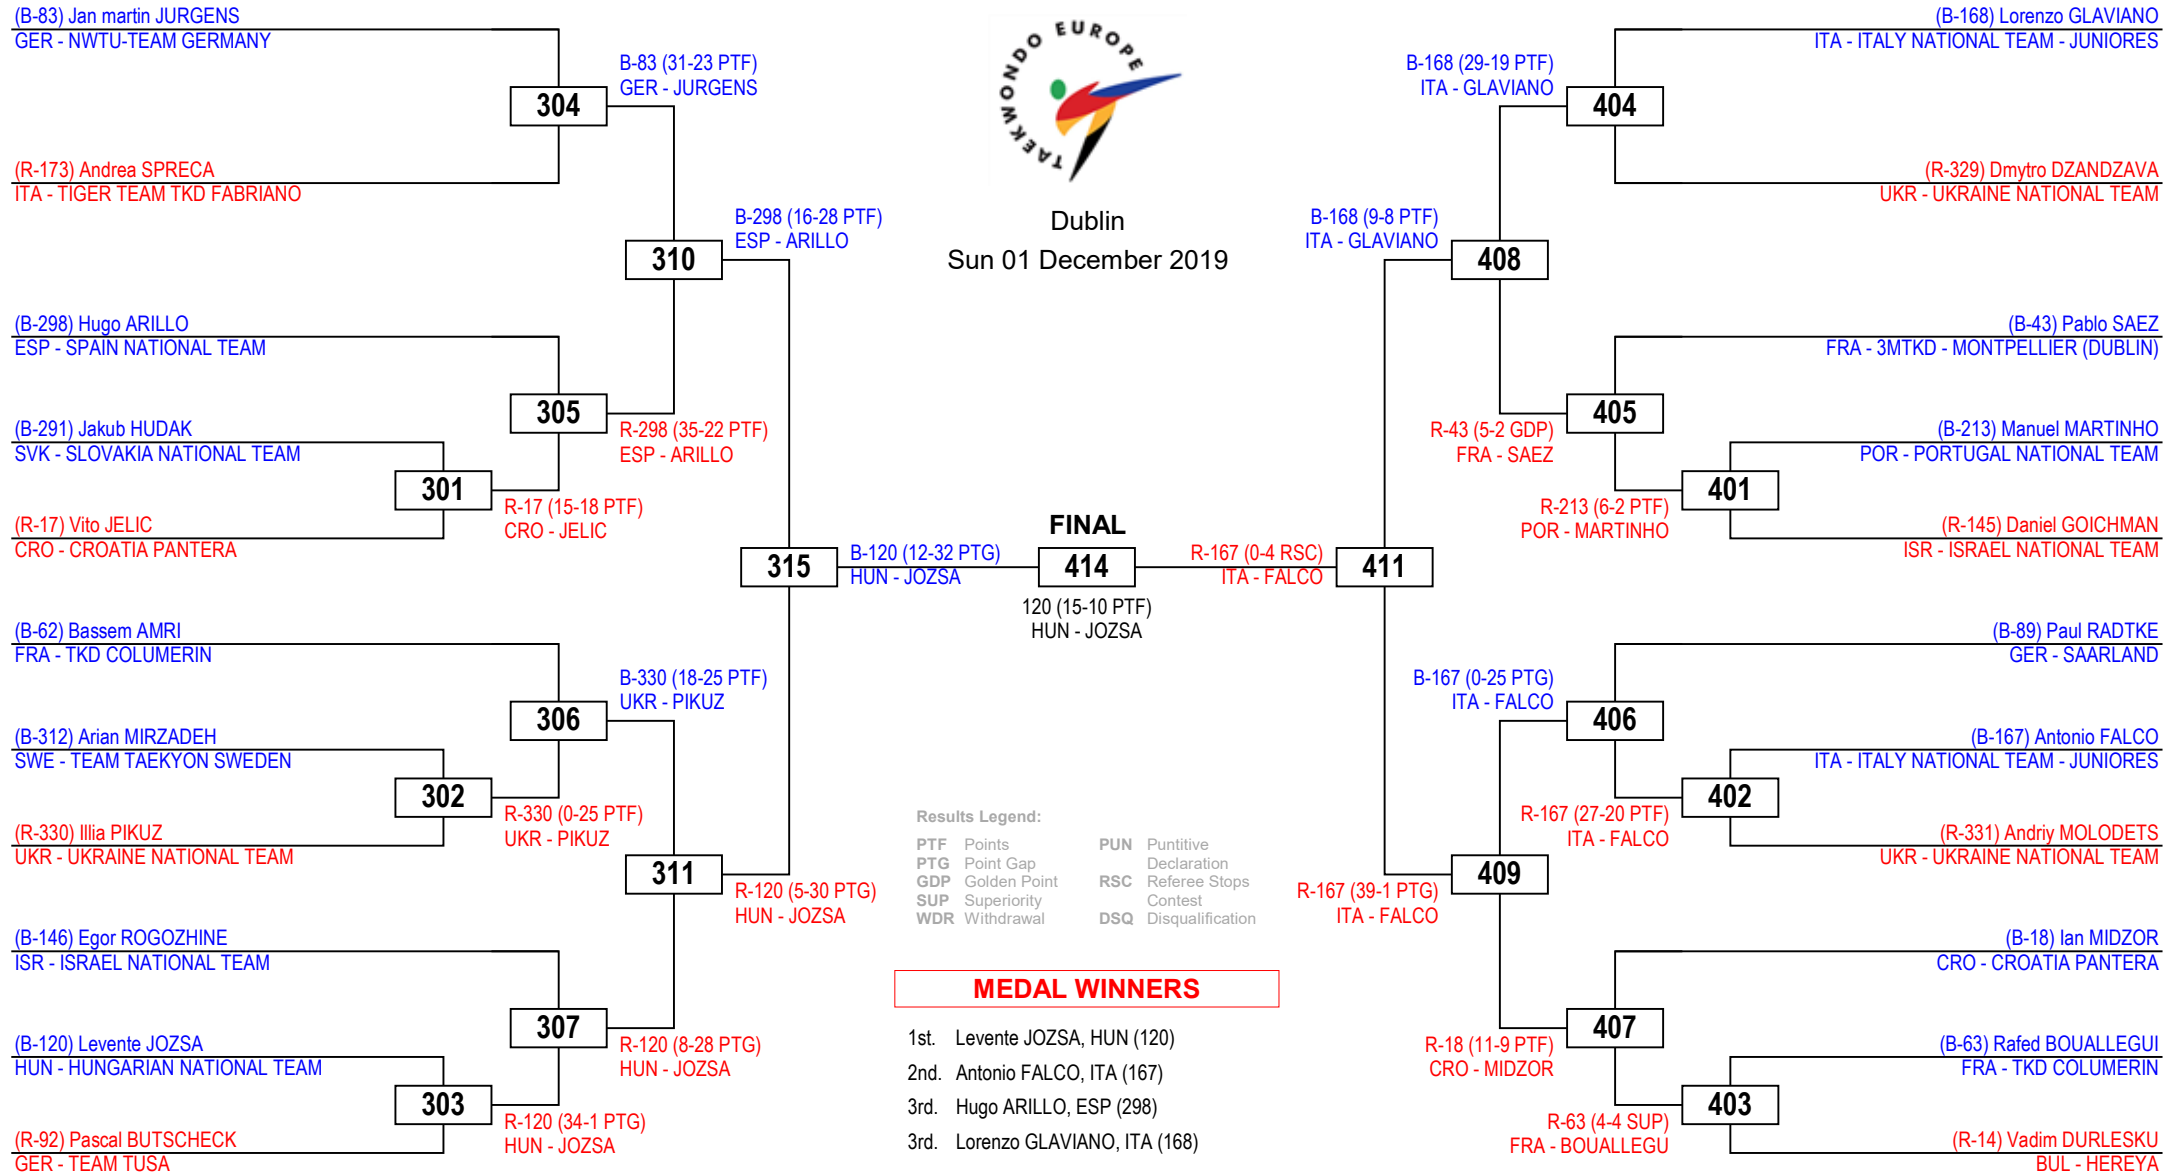 (B-83) Jan martin JURGENS
GER - NWTU-TEAM GERMANY
304
B-83 (31-23 PTF)
GER - JURGENS
(R-173) Andrea SPRECA
ITA - TIGER TEAM TKD FABRIANO
310
B-298 (16-28 PTF)
ESP - ARILLO
(B-298) Hugo ARILLO
ESP - SPAIN NATIONAL TEAM
305
R-298 (35-22 PTF)
ESP - ARILLO
(B-291) Jakub HUDAK
SVK - SLOVAKIA NATIONAL TEAM
301
R-17 (15-18 PTF)
CRO - JELIC
(R-17) Vito JELIC
CRO - CROATIA PANTERA
315
B-120 (12-32 PTG)
HUN - JOZSA
(B-62) Bassem AMRI
FRA - TKD COLUMERIN
306
B-330 (18-25 PTF)
UKR - PIKUZ
(B-312) Arian MIRZADEH
SWE - TEAM TAEKYON SWEDEN
302
R-330 (0-25 PTF)
UKR - PIKUZ
(R-330) Illia PIKUZ
UKR - UKRAINE NATIONAL TEAM
311
R-120 (5-30 PTG)
HUN - JOZSA
(B-146) Egor ROGOZHINE
ISR - ISRAEL NATIONAL TEAM
307
R-120 (8-28 PTG)
HUN - JOZSA
(B-120) Levente JOZSA
HUN - HUNGARIAN NATIONAL TEAM
303
R-120 (34-1 PTG)
HUN - JOZSA
(R-92) Pascal BUTSCHECK
GER - TEAM TUSA
TAEKWONDO EUROPE
Dublin
Sun 01 December 2019
FINAL
414
120 (15-10 PTF)
HUN - JOZSA
Results Legend:
PTF Points
PTG Point Gap
GDP Golden Point
SUP Superiority
WDR Withdrawal
PUN Puntitive
Declaration
RSC Referee Stops
Contest
DSQ Disqualification
MEDAL WINNERS
1st. Levente JOZSA, HUN (120)
2nd. Antonio FALCO, ITA (167)
3rd. Hugo ARILLO, ESP (298)
3rd. Lorenzo GLAVIANO, ITA (168)
(B-168) Lorenzo GLAVIANO
ITA - ITALY NATIONAL TEAM - JUNIORES
B-168 (29-19 PTF)
ITA - GLAVIANO
404
(R-329) Dmytro DZANDZAVA
UKR - UKRAINE NATIONAL TEAM
B-168 (9-8 PTF)
ITA - GLAVIANO
408
(B-43) Pablo SAEZ
FRA - 3MTKD - MONTPELLIER (DUBLIN)
405
R-43 (5-2 GDP)
FRA - SAEZ
(B-213) Manuel MARTINHO
POR - PORTUGAL NATIONAL TEAM
401
R-213 (6-2 PTF)
POR - MARTINHO
(R-145) Daniel GOICHMAN
ISR - ISRAEL NATIONAL TEAM
R-167 (0-4 RSC)
ITA - FALCO
411
(B-89) Paul RADTKE
GER - SAARLAND
B-167 (0-25 PTG)
ITA - FALCO
406
(B-167) Antonio FALCO
ITA - ITALY NATIONAL TEAM - JUNIORES
402
R-167 (27-20 PTF)
ITA - FALCO
(R-331) Andriy MOLODETS
UKR - UKRAINE NATIONAL TEAM
409
R-167 (39-1 PTG)
ITA - FALCO
(B-18) Ian MIDZOR
CRO - CROATIA PANTERA
407
R-18 (11-9 PTF)
CRO - MIDZOR
(B-63) Rafed BOUALLEGUI
FRA - TKD COLUMERIN
403
R-63 (4-4 SUP)
FRA - BOUALLEGU
(R-14) Vadim DURLESKU
BUL - HEREYA